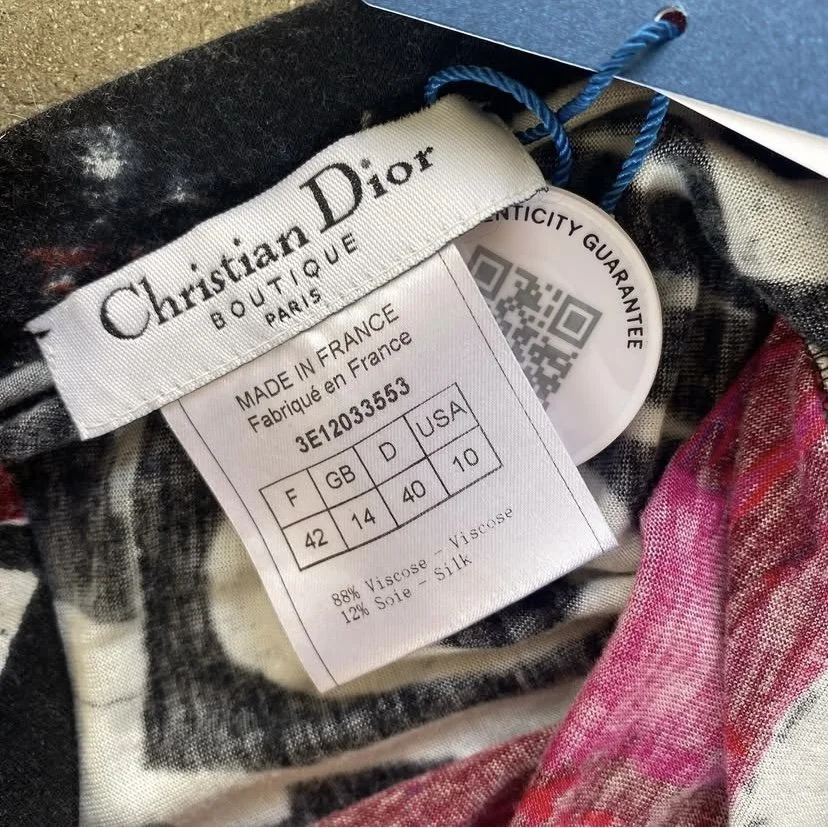 Christian Dior
BOUTIQUE
PARIS
MADE IN FRANCE
Fabriqué en France
3E12033553
F GB D USA
42 14 40 10
88% Viscose - Viscose
12% Soie - Silk
GUARANTEE